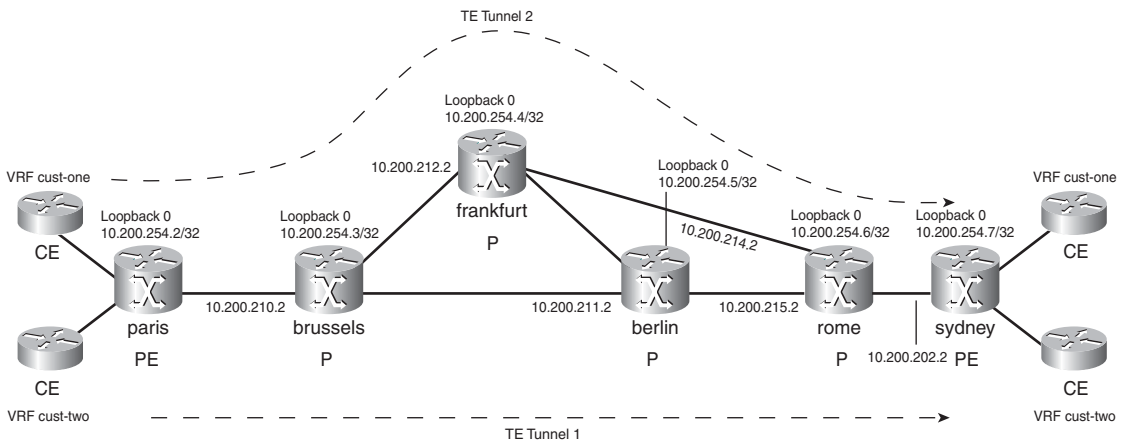 TE Tunnel 2
Loopback 0
10.200.254.4/32
10.200.212.2
frankfurt
P
Loopback 0
10.200.254.5/32
10.200.214.2
VRF cust-one
CE
Loopback 0
10.200.254.2/32
Loopback 0
10.200.254.3/32
Loopback 0
10.200.254.6/32
Loopback 0
10.200.254.7/32
VRF cust-one
CE
10.200.210.2
10.200.211.2
10.200.215.2
paris
PE
brussels
P
berlin
P
rome
P
sydney
PE
10.200.202.2
CE
VRF cust-two
CE
VRF cust-two
TE Tunnel 1